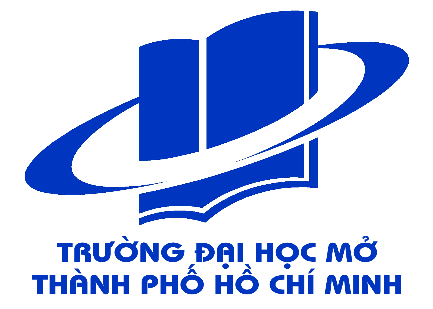 TRƯỜNG ĐẠI HỌC MỞ
THÀNH PHỐ HỒ CHÍ MINH